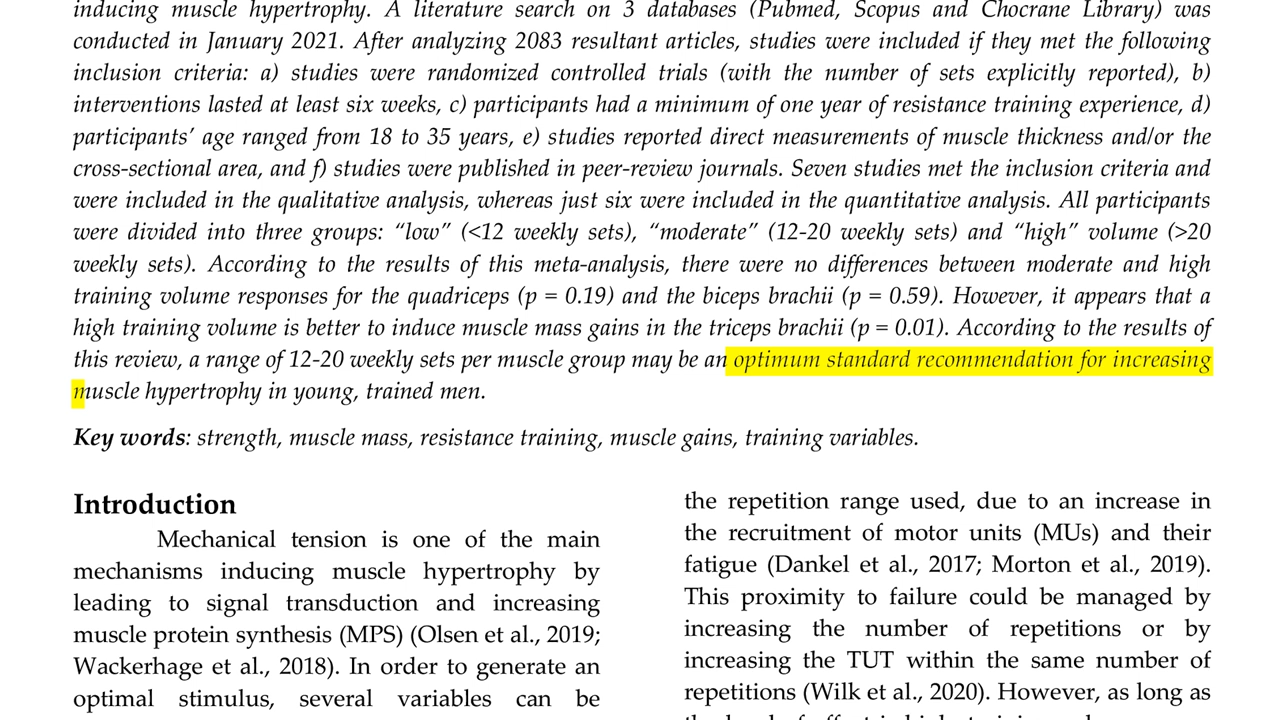 inducing muscle hypertrophy. A literature search on 3 databases (Pubmed, Scopus and Chocrane Library) was
conducted in January 2021. After analyzing 2083 resultant articles, studies were included if they met the following
inclusion criteria: a) studies were randomized controlled trials (with the number of sets explicitly reported), b)
interventions lasted at least six weeks, c) participants had a minimum of one year of resistance training experience, d)
participants’ age ranged from 18 to 35 years, e) studies reported direct measurements of muscle thickness and/or the
cross-sectional area, and f) studies were published in peer-review journals. Seven studies met the inclusion criteria and
were included in the qualitative analysis, whereas just six were included in the quantitative analysis. All participants
were divided into three groups: “low” (<12 weekly sets), “moderate” (12-20 weekly sets) and “high” volume (>20
weekly sets). According to the results of this meta-analysis, there were no differences between moderate and high
training volume responses for the quadriceps (p = 0.19) and the biceps brachii (p = 0.59). However, it appears that a
high training volume is better to induce muscle mass gains in the triceps brachii (p = 0.01). According to the results of
this review, a range of 12-20 weekly sets per muscle group may be an optimum standard recommendation for increasing
muscle hypertrophy in young, trained men.
Key words: strength, muscle mass, resistance training, muscle gains, training variables.
Introduction
Mechanical tension is one of the main
mechanisms inducing muscle hypertrophy by
leading to signal transduction and increasing
muscle protein synthesis (MPS) (Olsen et al., 2019;
Wackerhage et al., 2018). In order to generate an
optimal stimulus, several variables can be
the repetition range used, due to an increase in
the recruitment of motor units (MUs) and their
fatigue (Dankel et al., 2017; Morton et al., 2019).
This proximity to failure could be managed by
increasing the number of repetitions or by
increasing the TUT within the same number of
repetitions (Wilk et al., 2020). However, as long as